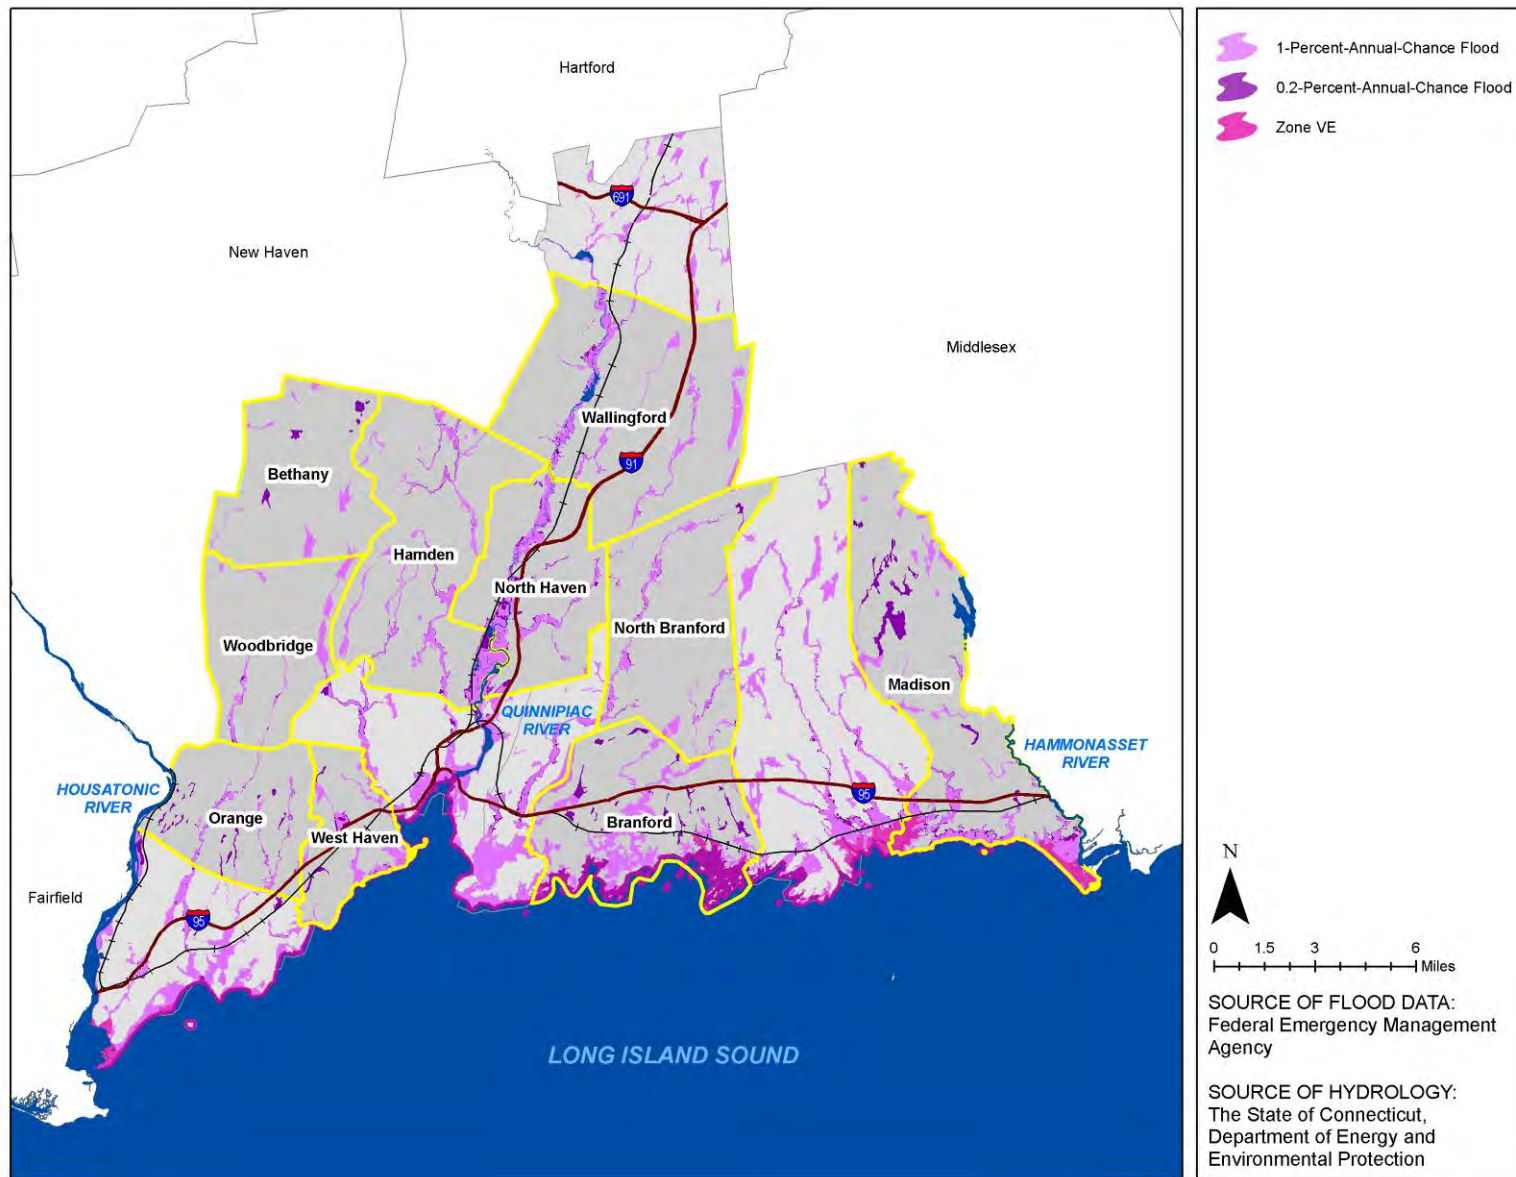 Hartford
691
New Haven
Middlesex
Wallingford
91
Bethany
Hamden
North Haven
North Branford
Woodbridge
Madison
QUINNIPIAC
RIVER
HAMMONASSET
RIVER
HOUSATONIC
RIVER
95
Orange
Branford
West Haven
Fairfield
95
LONG ISLAND SOUND
1-Percent-Annual-Chance Flood
0.2-Percent-Annual-Chance Flood
Zone VE
N
0 1.5 3 6
Miles
SOURCE OF FLOOD DATA:
Federal Emergency Management
Agency
SOURCE OF HYDROLOGY:
The State of Connecticut,
Department of Energy and
Environmental Protection